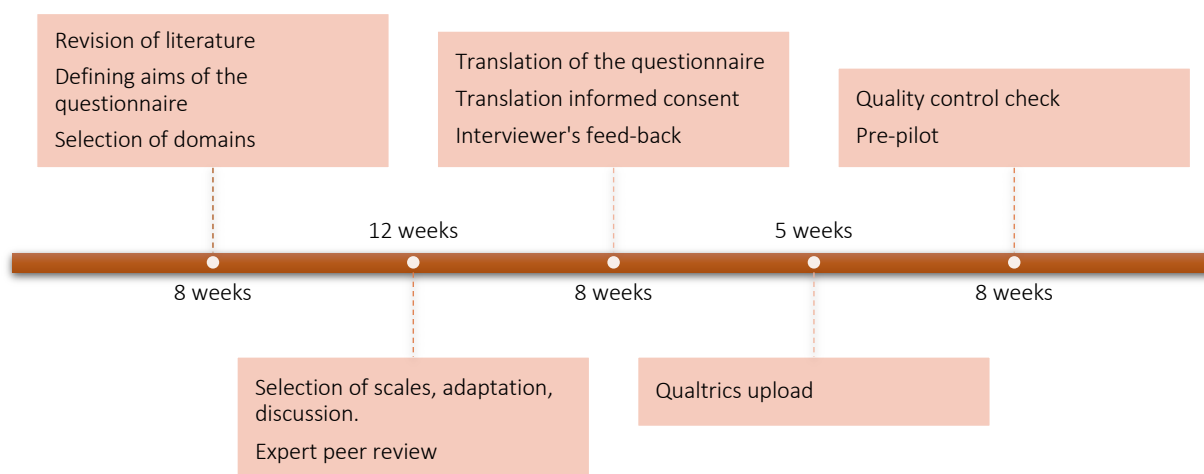 Revision of literature
Defining aims of the
questionnaire
Selection of domains
Translation of the questionnaire
Translation informed consent
Interviewer's feed-back
Quality control check
Pre-pilot
12 weeks
5 weeks
8 weeks
8 weeks
8 weeks
Selection of scales, adaptation,
discussion.
Expert peer review
Qualtrics upload